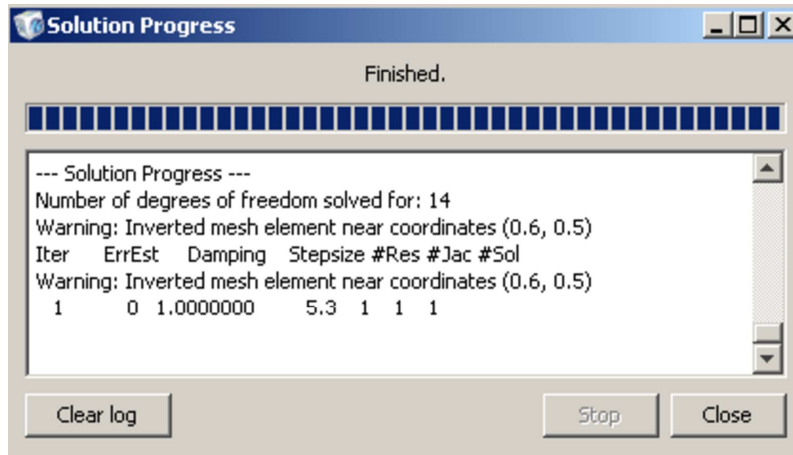 Solution Progress
Finished.
--- Solution Progress ---
Number of degrees of freedom solved for: 14
Warning: Inverted mesh element near coordinates (0.6, 0.5)
Iter ErrEst Damping Stepsize #Res #Jac #Sol
Warning: Inverted mesh element near coordinates (0.6, 0.5)
1 0 1.0000000 5.3 1 1 1
Clear log Stop Close